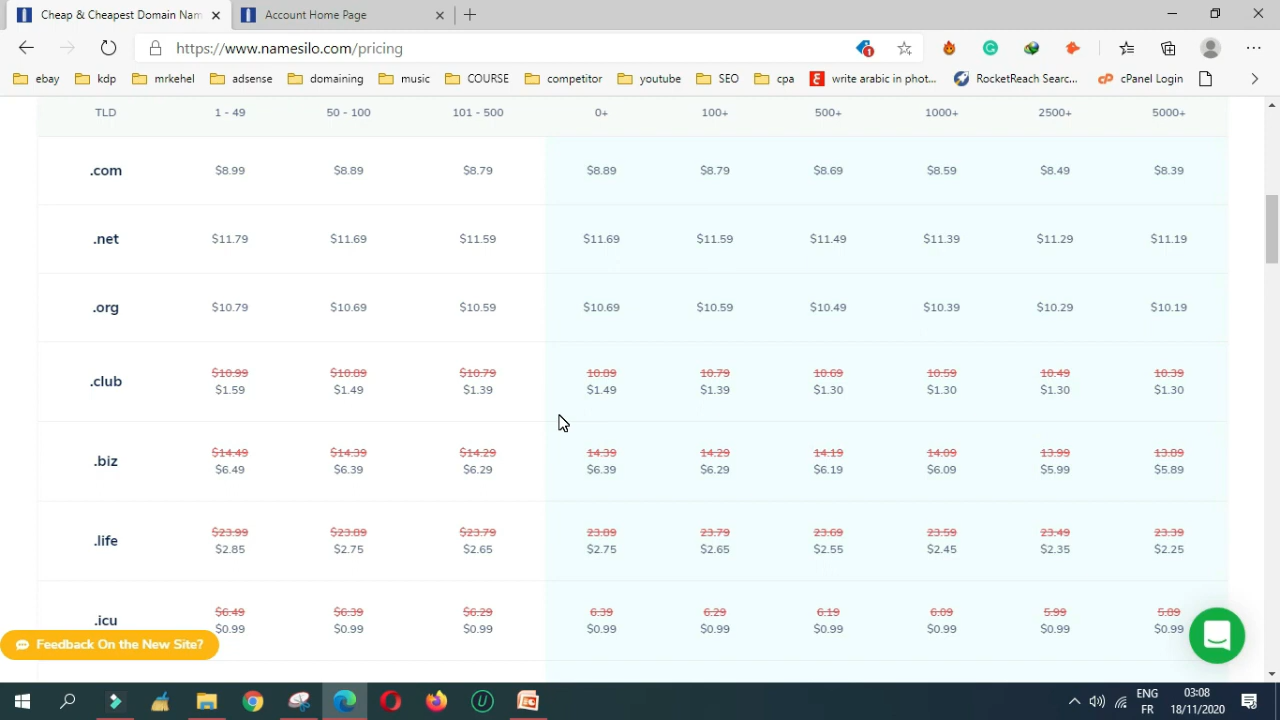 Cheap & Cheapest Domain Nam
Account Home Page
https://www.namesilo.com/pricing
1
ebay kdp mrkehel adsense domaining music COURSE competitor youtube SEO cpa write arabic in phot... RocketReach Searc... cPanel Login
TLD 1 - 49 50 - 100 101 - 500 0+ 100+ 500+ 1000+ 2500+ 5000+
.com $8.99 $8.89 $8.79 $8.89 $8.79 $8.69 $8.59 $8.49 $8.39
.net $11.79 $11.69 $11.59 $11.69 $11.59 $11.49 $11.39 $11.29 $11.19
.org $10.79 $10.69 $10.59 $10.69 $10.59 $10.49 $10.39 $10.29 $10.19
$10.99 $10.89 $10.79 10.89 10.79 10.69 10.59 10.49 10.39
.club
$1.59 $1.49 $1.39 $1.49 $1.39 $1.30 $1.30 $1.30 $1.30
$14.49 $14.39 $14.29 14.39 14.29 14.19 14.09 13.99 13.89
.biz
$6.49 $6.39 $6.29 $6.39 $6.29 $6.19 $6.09 $5.99 $5.89
$23.99 $23.89 $23.79 23.89 23.79 23.69 23.59 23.49 23.39
.life
$2.85 $2.75 $2.65 $2.75 $2.65 $2.55 $2.45 $2.35 $2.25
$6.49 $6.39 $6.29 6.39 6.29 6.19 6.09 5.99 5.89
.icu
$0.99 $0.99 $0.99 $0.99 $0.99 $0.99 $0.99 $0.99 $0.99
Feedback On the New Site?
ENG 03:08
FR 18/11/2020